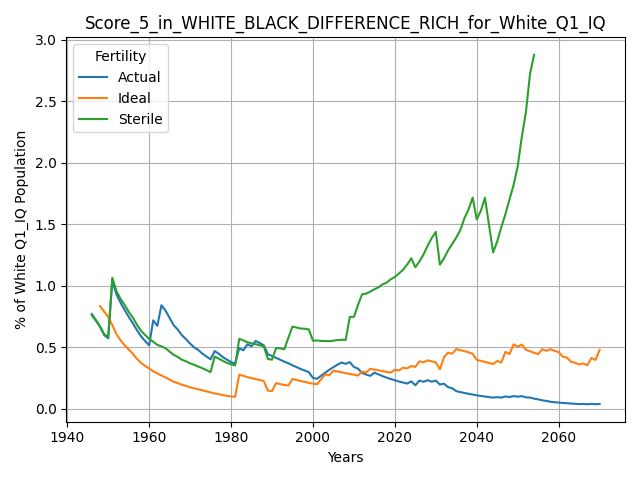 Score_5_in_WHITE_BLACK_DIFFERENCE_RICH_for_White_Q1_IQ
Fertility
Actual
Ideal
Sterile
% of White Q1_IQ Population
3.0
2.5
2.0
1.5
1.0
0.5
0.0
1940 1960 1980 2000 2020 2040 2060
Years